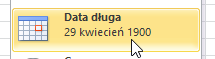 Data długa
29 kwiecień 1900